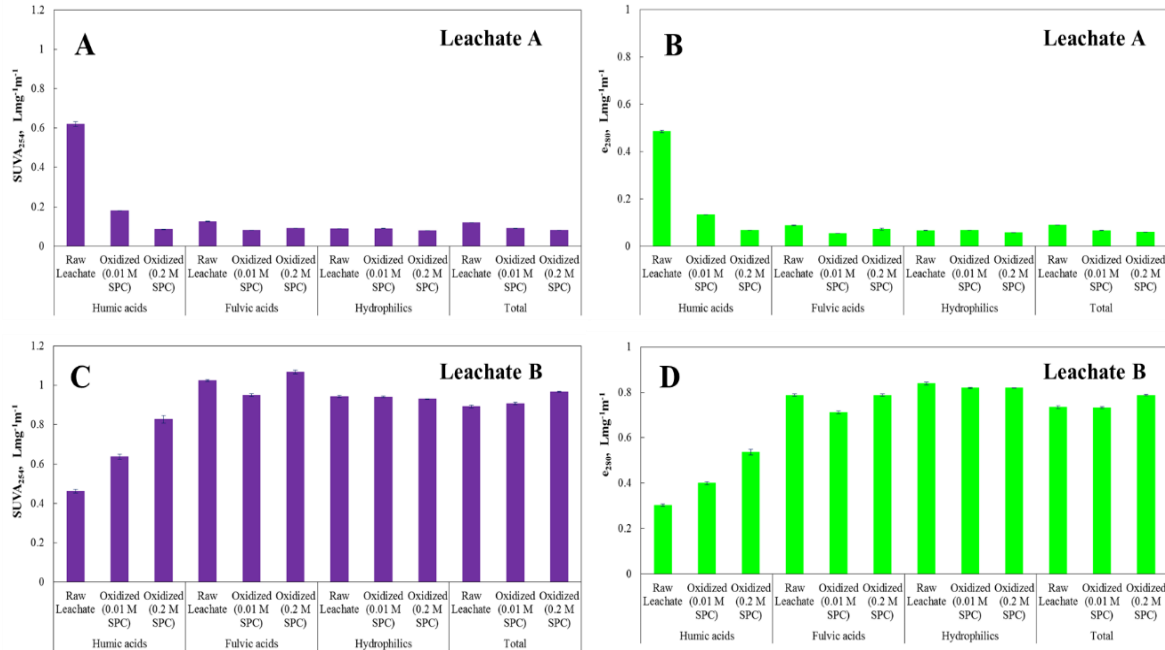 A
Leachate A
SUVA₂₅₄, Lmg⁻¹m⁻¹
1.2
1
0.8
0.6
0.4
0.2
0
Raw Leachate
Oxidized (0.01 M SPC)
Oxidized (0.2 M SPC)
Raw Leachate
Oxidized (0.01 M SPC)
Oxidized (0.2 M SPC)
Raw Leachate
Oxidized (0.01 M SPC)
Oxidized (0.2 M SPC)
Raw Leachate
Oxidized (0.01 M SPC)
Oxidized (0.2 M SPC)
Humic acids
Fulvic acids
Hydrophilics
Total
B
Leachate A
e₂₈₀, Lmg⁻¹m⁻¹
1
0.8
0.6
0.4
0.2
0
Raw Leachate
Oxidized (0.01 M SPC)
Oxidized (0.2 M SPC)
Raw Leachate
Oxidized (0.01 M SPC)
Oxidized (0.2 M SPC)
Raw Leachate
Oxidized (0.01 M SPC)
Oxidized (0.2 M SPC)
Raw Leachate
Oxidized (0.01 M SPC)
Oxidized (0.2 M SPC)
Humic acids
Fulvic acids
Hydrophilics
Total
C
Leachate B
SUVA₂₅₄, Lmg⁻¹m⁻¹
1.2
1
0.8
0.6
0.4
0.2
0
Raw Leachate
Oxidized (0.01 M SPC)
Oxidized (0.2 M SPC)
Raw Leachate
Oxidized (0.01 M SPC)
Oxidized (0.2 M SPC)
Raw Leachate
Oxidized (0.01 M SPC)
Oxidized (0.2 M SPC)
Raw Leachate
Oxidized (0.01 M SPC)
Oxidized (0.2 M SPC)
Humic acids
Fulvic acids
Hydrophilics
Total
D
Leachate B
e₂₈₀, Lmg⁻¹m⁻¹
1
0.8
0.6
0.4
0.2
0
Raw Leachate
Oxidized (0.01 M SPC)
Oxidized (0.2 M SPC)
Raw Leachate
Oxidized (0.01 M SPC)
Oxidized (0.2 M SPC)
Raw Leachate
Oxidized (0.01 M SPC)
Oxidized (0.2 M SPC)
Raw Leachate
Oxidized (0.01 M SPC)
Oxidized (0.2 M SPC)
Humic acids
Fulvic acids
Hydrophilics
Total